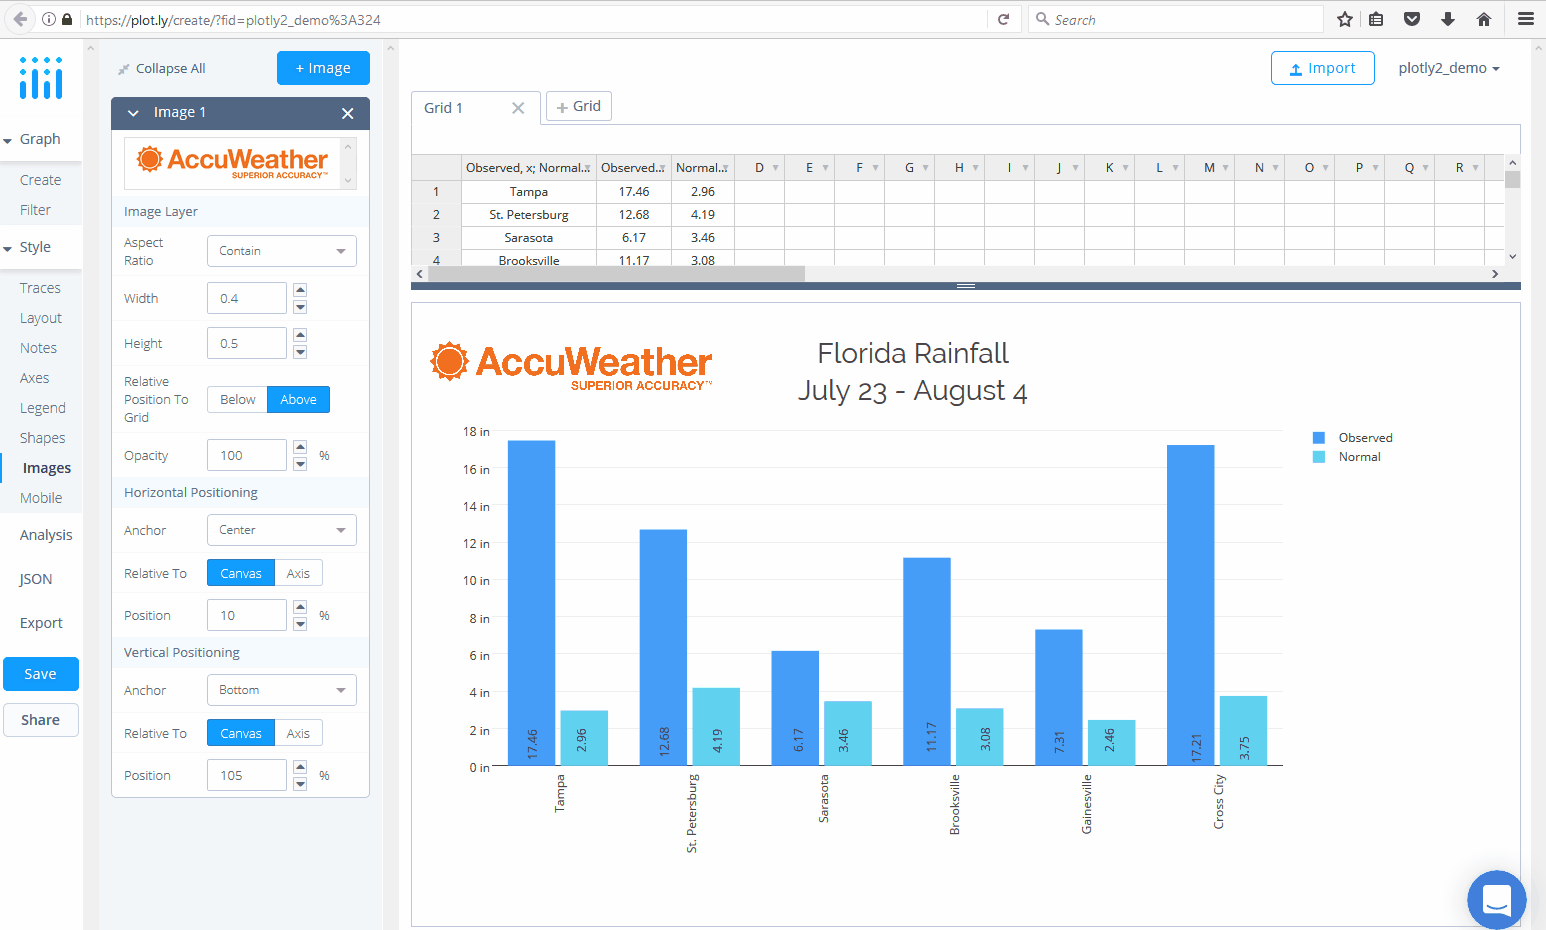 https://plot.ly/create/?fid=plotly2_demo%3A324
Search
Collapse All
+ Image
Import
plotly2_demo
Graph
Create
Filter
Style
Traces
Layout
Notes
Axes
Legend
Shapes
Images
Mobile
Analysis
JSON
Export
Save
Share
Image 1
AccuWeather
SUPERIOR ACCURACY™
Image Layer
Aspect Ratio Contain
Width 0.4
Height 0.5
Relative Position To Grid Below Above
Opacity 100 %
Horizontal Positioning
Anchor Center
Relative To Canvas Axis
Position 10 %
Vertical Positioning
Anchor Bottom
Relative To Canvas Axis
Position 105 %
Grid 1
+ Grid
Observed, x; Normal... Observed... Normal... D E F G H I J K L M N O P Q R
1 Tampa 17.46 2.96
2 St. Petersburg 12.68 4.19
3 Sarasota 6.17 3.46
4 Brooksville 11.17 3.08
AccuWeather
SUPERIOR ACCURACY™
Florida Rainfall
July 23 - August 4
18 in
16 in
14 in
12 in
10 in
8 in
6 in
4 in
2 in
0 in
17.46
2.96
12.68
4.19
6.17
3.46
11.17
3.08
7.31
2.46
17.21
3.75
Tampa
St. Petersburg
Sarasota
Brooksville
Gainesville
Cross City
Observed
Normal